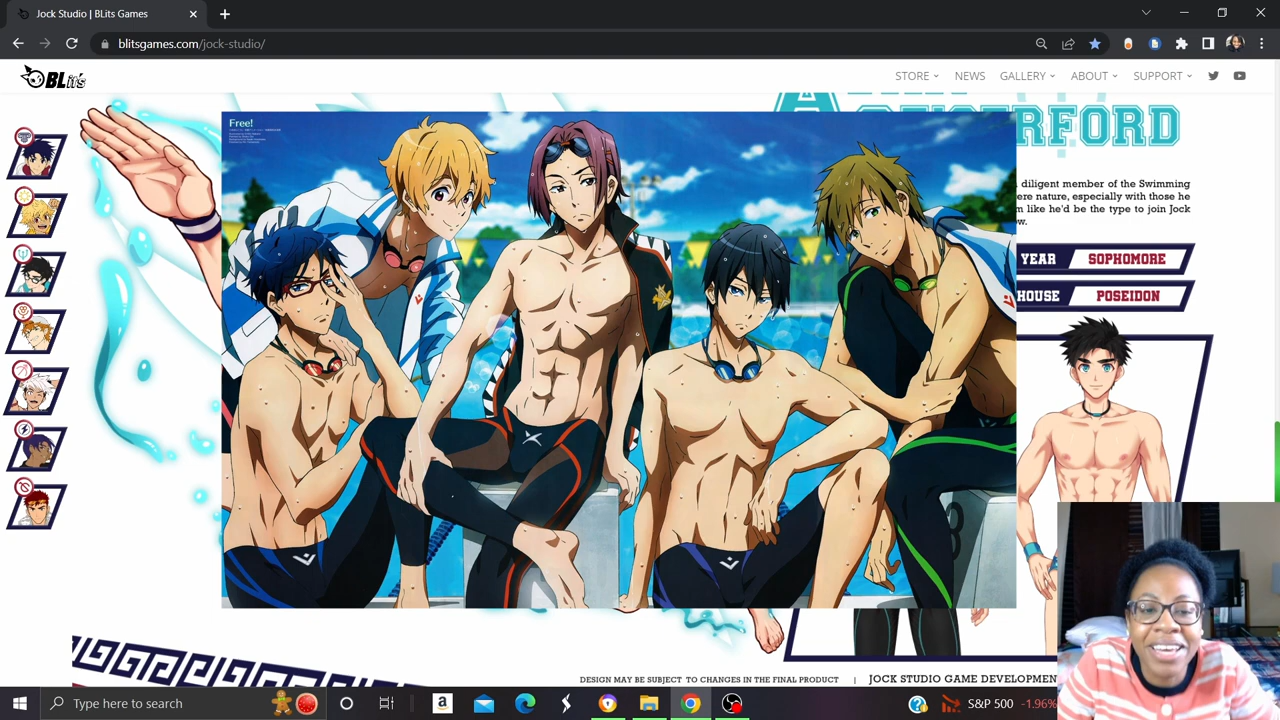 Jock Studio | BLits Games
blitsgames.com/jock-studio/
BLit's
STORE
NEWS
GALLERY
ABOUT
SUPPORT
RFORD
Free!
diligent member of the Swimming
ere nature, especially with those he
m like he'd be the type to join Jock
ow.
YEAR
SOPHOMORE
HOUSE
POSEIDON
DESIGN MAY BE SUBJECT TO CHANGES IN THE FINAL PRODUCT | JOCK STUDIO GAME DEVELOPMEN
Type here to search
S&P 500 -1.96%